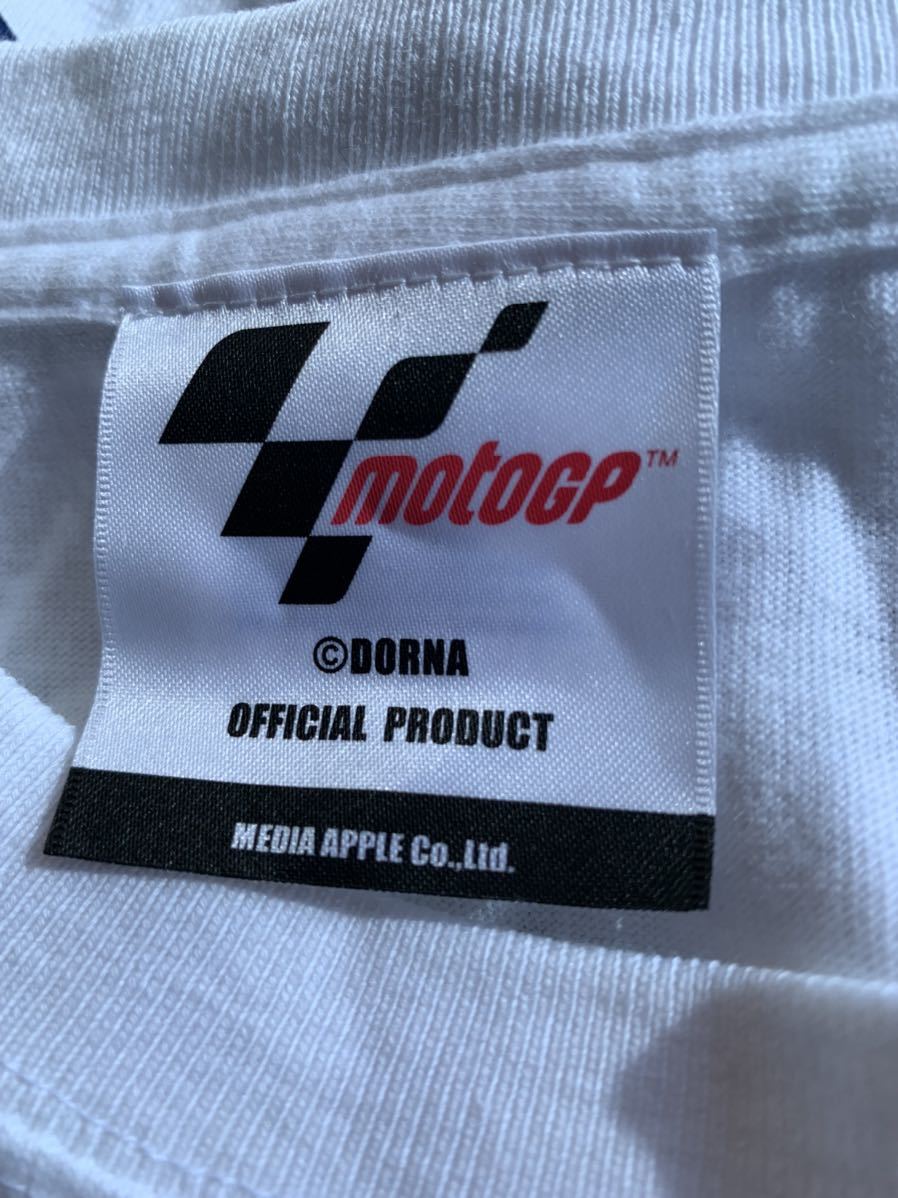 motoGP™
©DORNA
OFFICIAL PRODUCT
MEDIA APPLE Co.,Ltd.